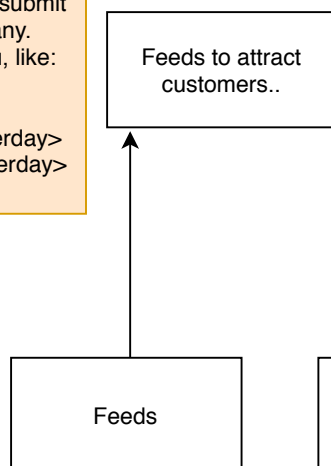 submit
any.
, like:
erday>
erday>
Feeds to attract
customers..
Feeds